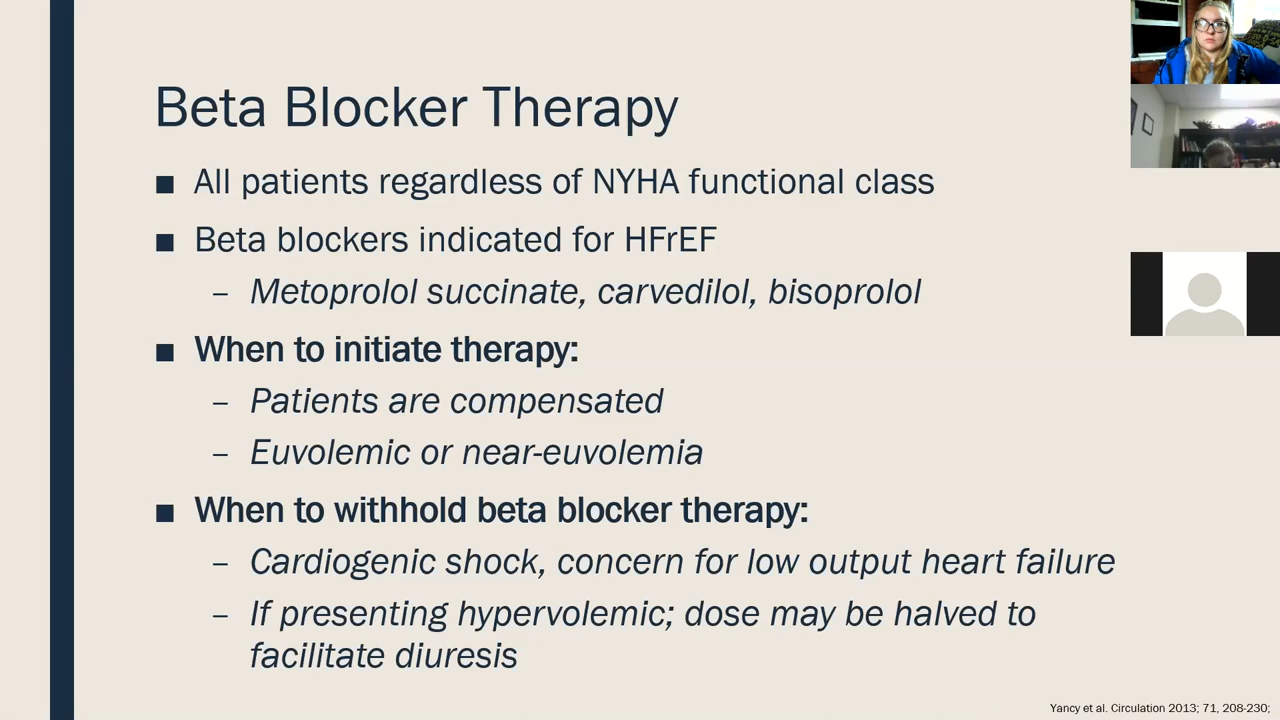 Beta Blocker Therapy
■ All patients regardless of NYHA functional class
■ Beta blockers indicated for HFrEF
– Metoprolol succinate, carvedilol, bisoprolol
■ When to initiate therapy:
– Patients are compensated
– Euvolemic or near-euvolemia
■ When to withhold beta blocker therapy:
– Cardiogenic shock, concern for low output heart failure
– If presenting hypervolemic; dose may be halved to
facilitate diuresis
Yancy et al. Circulation 2013; 71, 208-230;